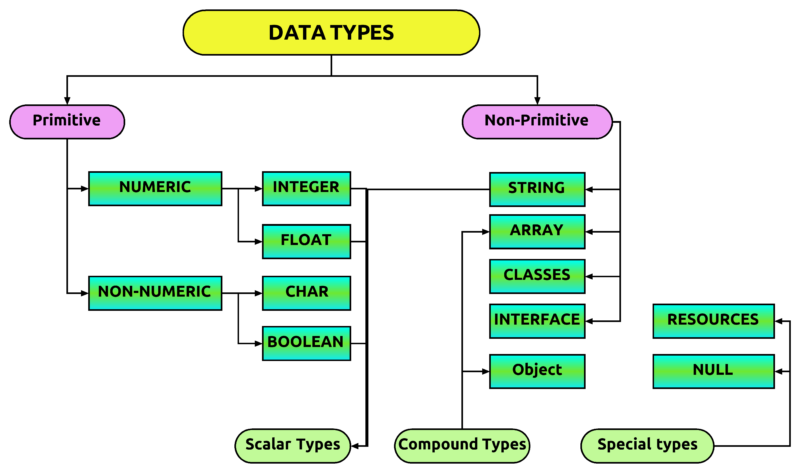 DATA TYPES
Primitive
Non-Primitive
NUMERIC
INTEGER
STRING
FLOAT
ARRAY
NON-NUMERIC
CHAR
CLASSES
BOOLEAN
INTERFACE
RESOURCES
Object
NULL
Scalar Types
Compound Types
Special types